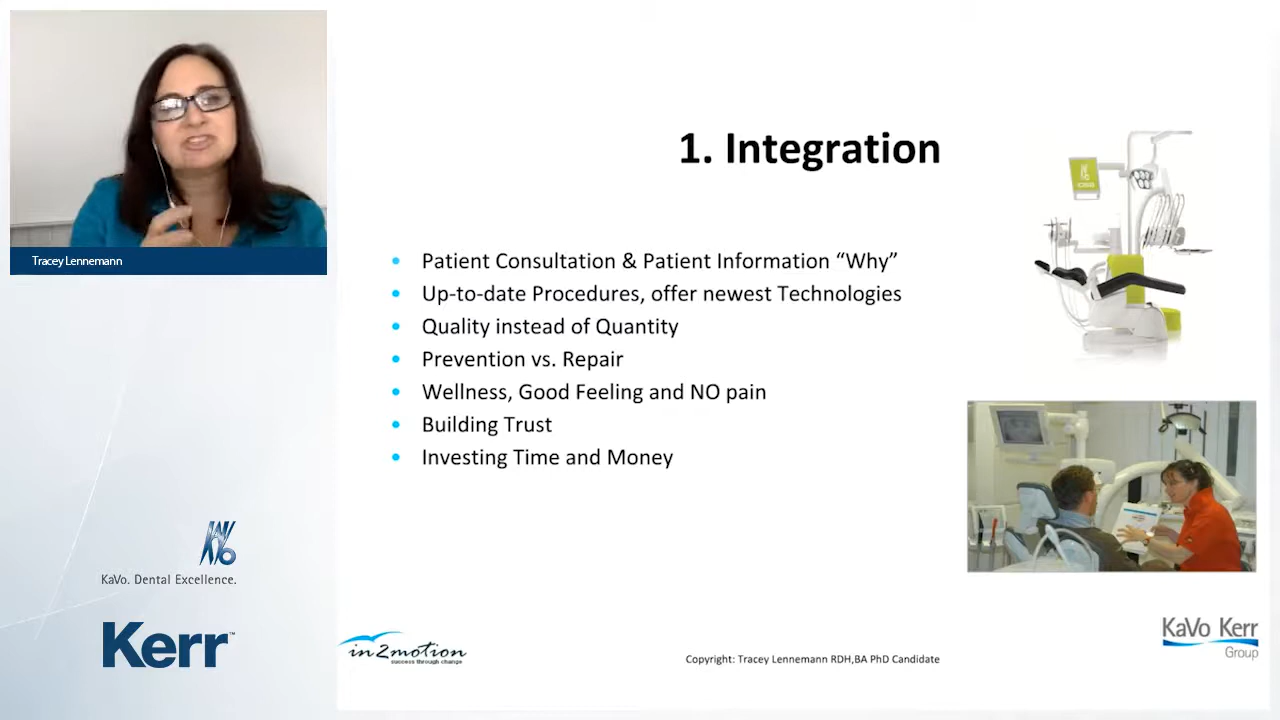 Tracey Lennemann
1. Integration
• Patient Consultation & Patient Information “Why”
• Up-to-date Procedures, offer newest Technologies
• Quality instead of Quantity
• Prevention vs. Repair
• Wellness, Good Feeling and NO pain
• Building Trust
• Investing Time and Money
KaVo. Dental Excellence.
Kerr™
in2motion
success through change
Copyright: Tracey Lennemann RDH,BA PhD Candidate
KaVo Kerr
Group